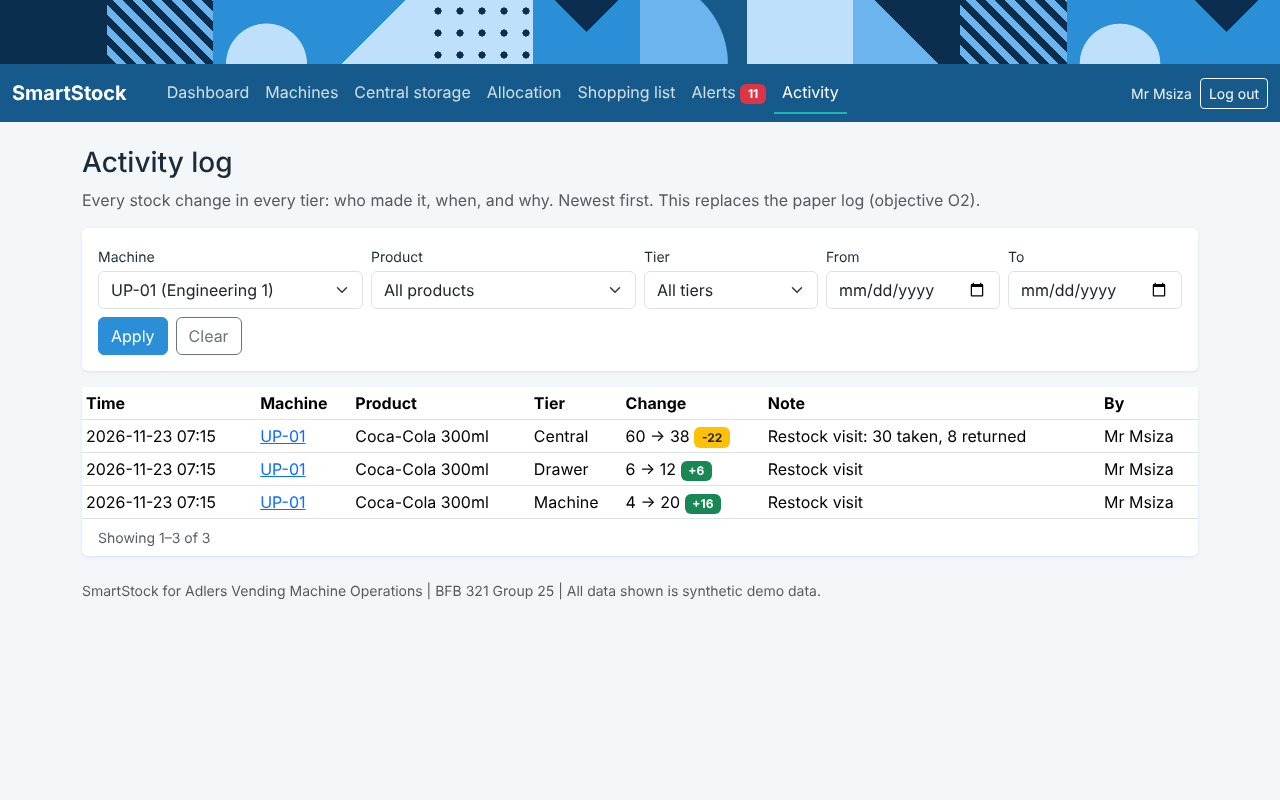 SmartStock Dashboard Machines Central storage Allocation Shopping list Alerts 11 Activity Mr Msiza Log out
Activity log
Every stock change in every tier: who made it, when, and why. Newest first. This replaces the paper log (objective O2).
Machine Product Tier From To
UP-01 (Engineering 1) All products All tiers mm/dd/yyyy mm/dd/yyyy
Apply Clear
Time Machine Product Tier Change Note By
2026-11-23 07:15 UP-01 Coca-Cola 300ml Central 60 → 38 -22 Restock visit: 30 taken, 8 returned Mr Msiza
2026-11-23 07:15 UP-01 Coca-Cola 300ml Drawer 6 → 12 +6 Restock visit Mr Msiza
2026-11-23 07:15 UP-01 Coca-Cola 300ml Machine 4 → 20 +16 Restock visit Mr Msiza
Showing 1–3 of 3
SmartStock for Adlers Vending Machine Operations | BFB 321 Group 25 | All data shown is synthetic demo data.